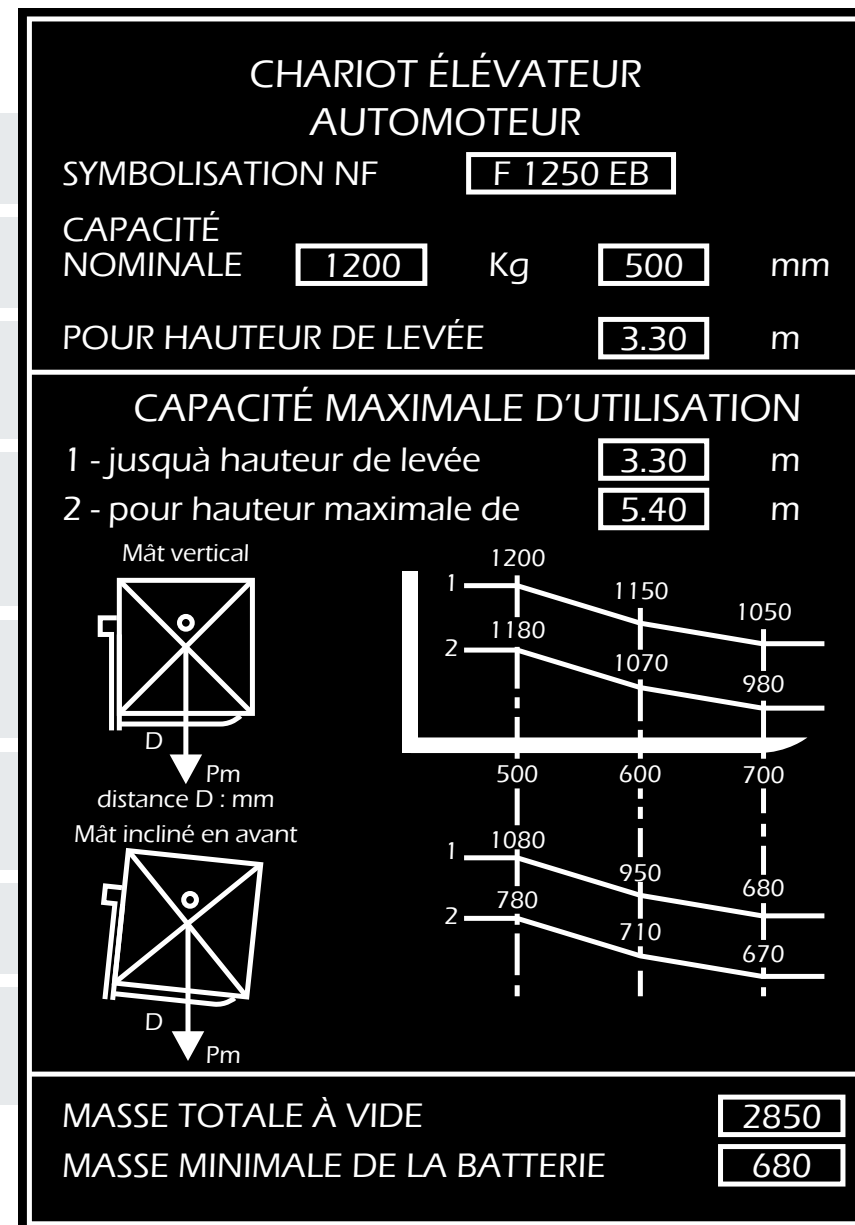 CHARIOT ÉLÉVATEUR
AUTOMOTEUR
SYMBOLISATION NF F 1250 EB
CAPACITÉ
NOMINALE 1200 Kg 500 mm
POUR HAUTEUR DE LEVÉE 3.30 m
CAPACITÉ MAXIMALE D'UTILISATION
1 - jusquà hauteur de levée 3.30 m
2 - pour hauteur maximale de 5.40 m
Mât vertical
D
Pm
distance D : mm
1200
1 1150 1050
1180
2 1070 980
500 600 700
Mât incliné en avant
D
Pm
1 1080 950 680
2 780 710 670
MASSE TOTALE À VIDE 2850
MASSE MINIMALE DE LA BATTERIE 680